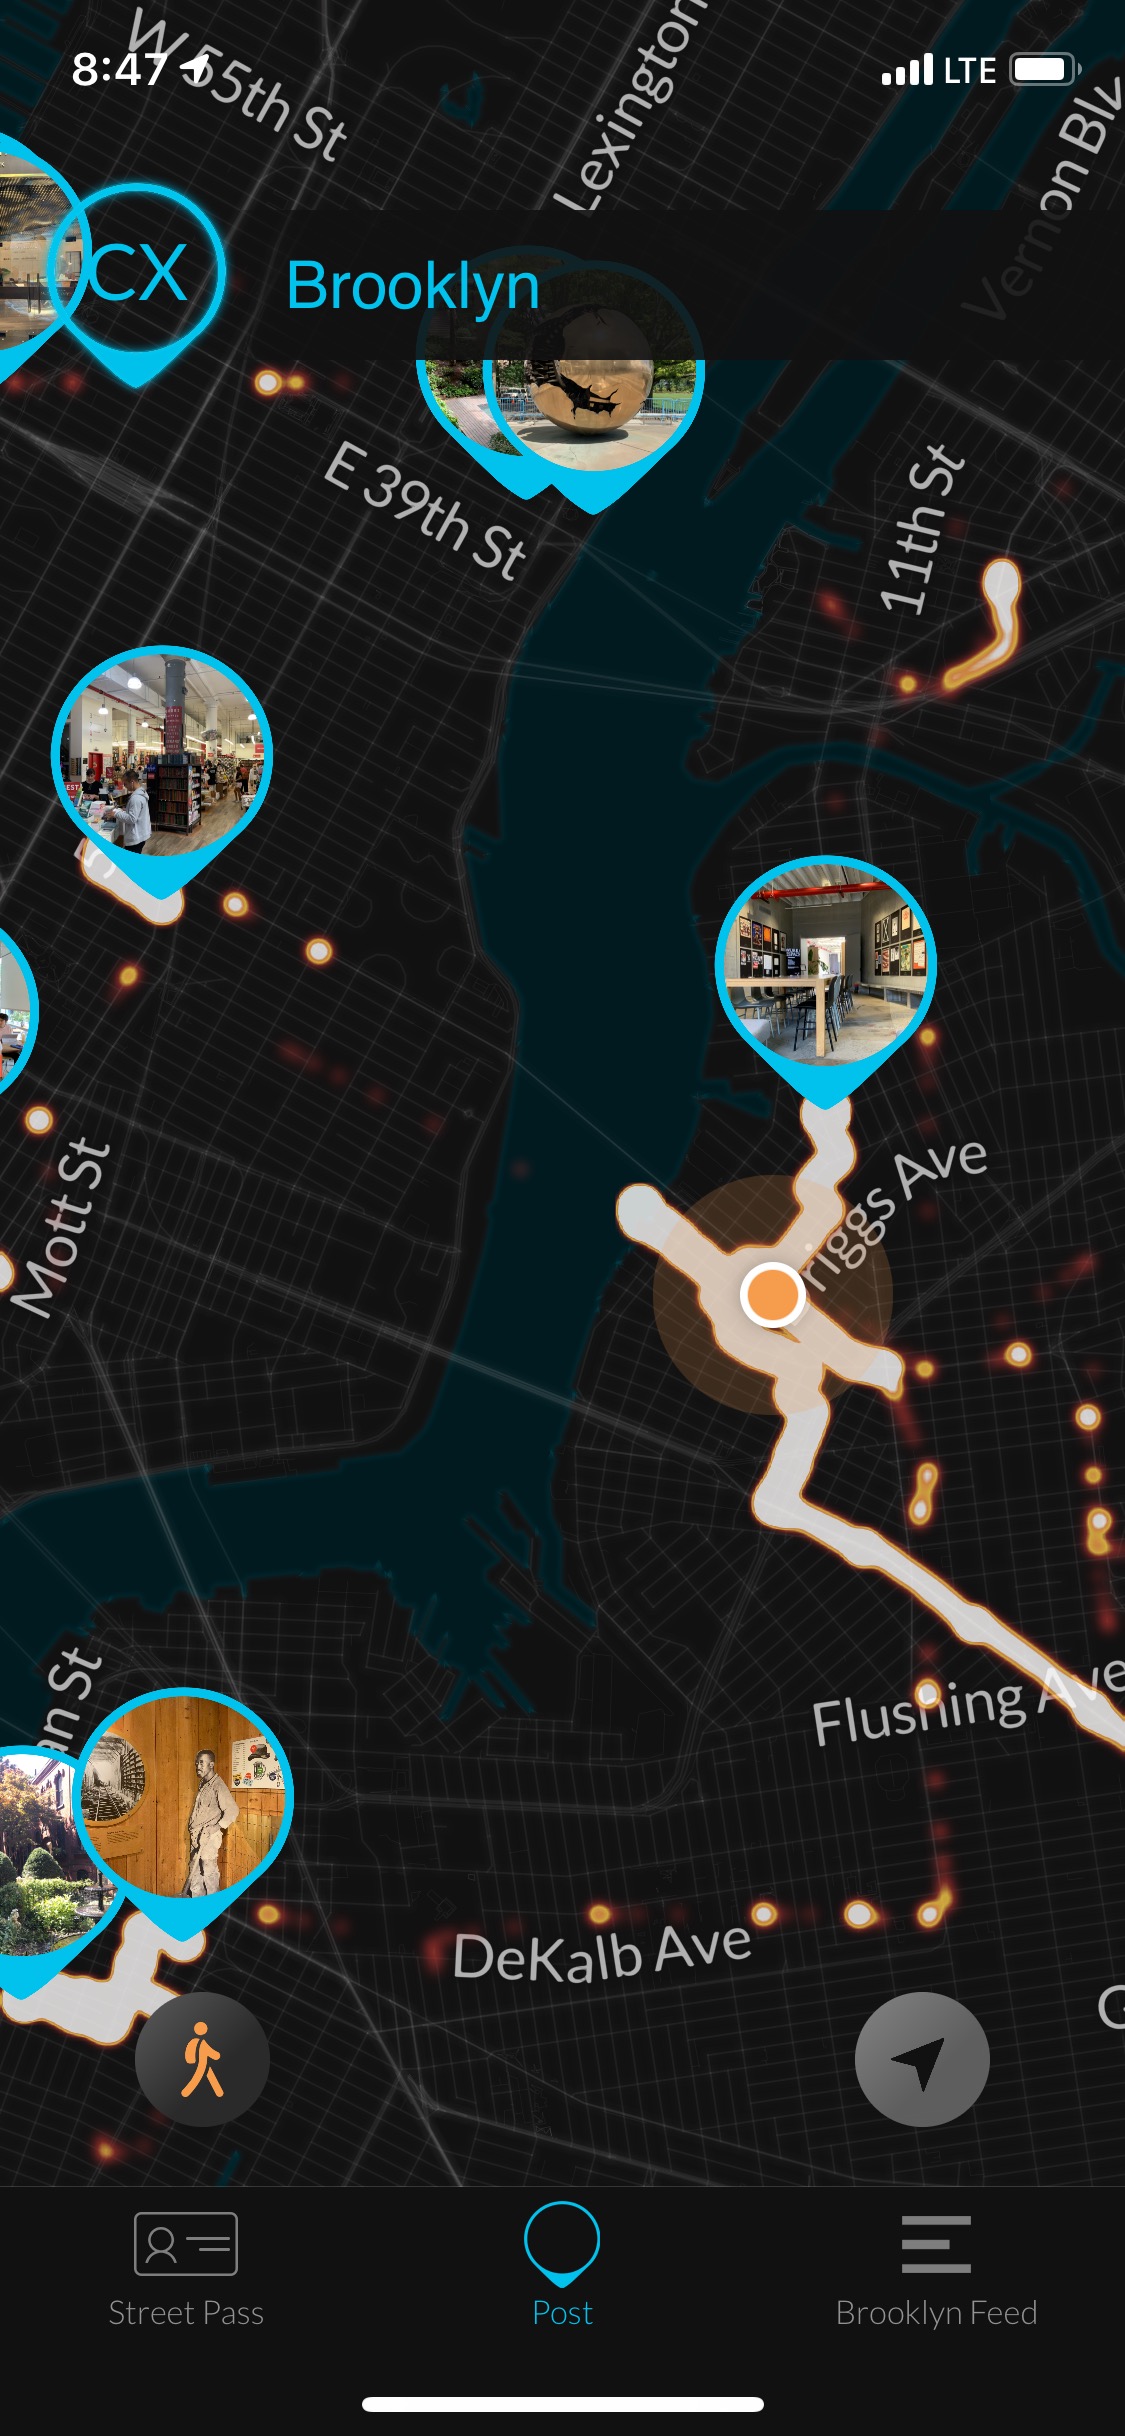 W 55th St
8:47
LTE
Lexington
Vernon Blv
CX
Brooklyn
E 39th St
11th St
Mott St
riggs Ave
an St
Flushing Ave
DeKalb Ave
G
Street Pass
Post
Brooklyn Feed